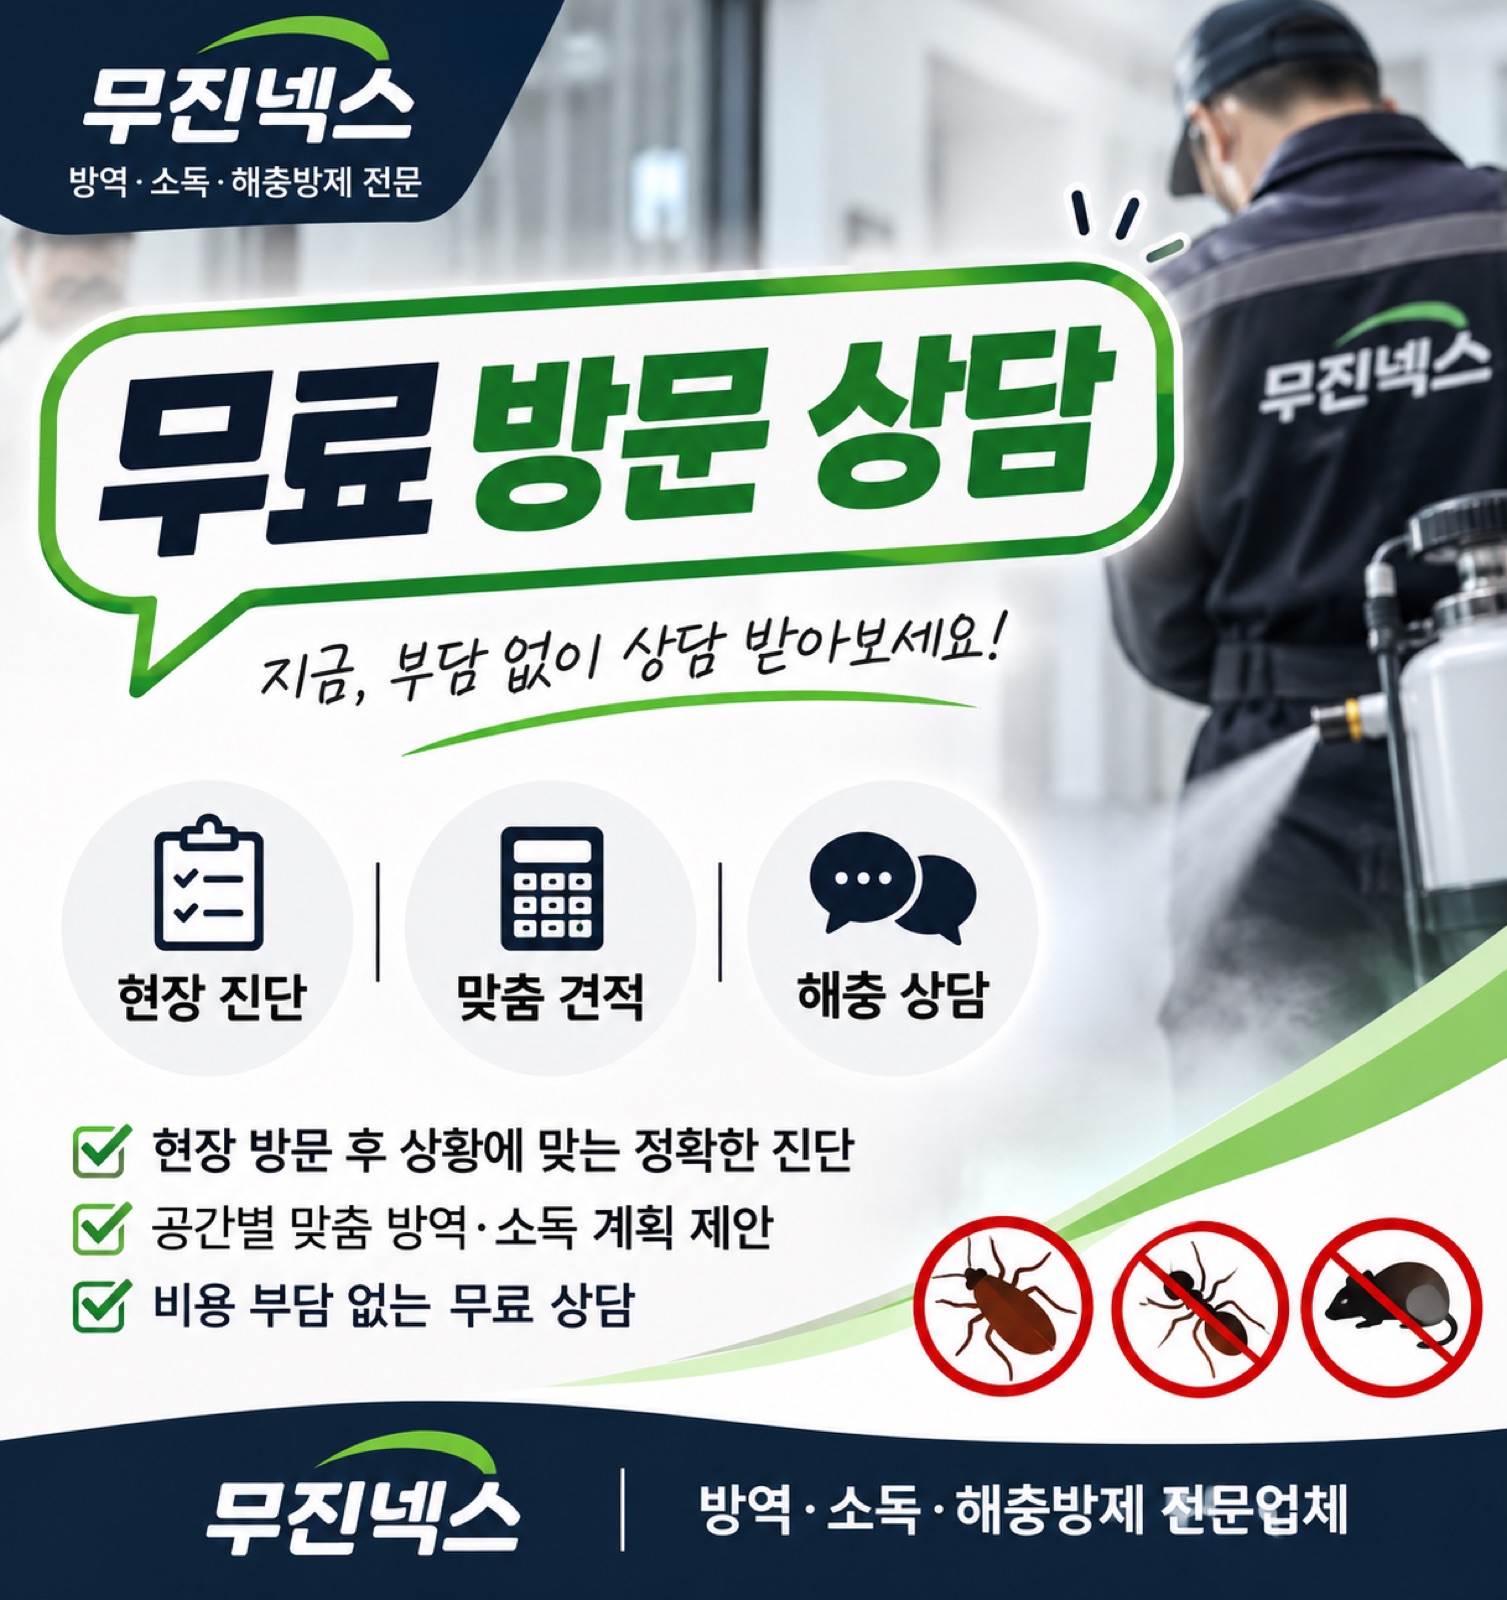 무진넥스
방역·소독·해충방제 전문
무료 방문 상담
무진넥스
지금, 부담 없이 상담 받아보세요!
현장 진단
맞춤 견적
해충 상담
현장 방문 후 상황에 맞는 정확한 진단
공간별 맞춤 방역·소독 계획 제안
비용 부담 없는 무료 상담
무진넥스
방역·소독·해충방제 전문업체